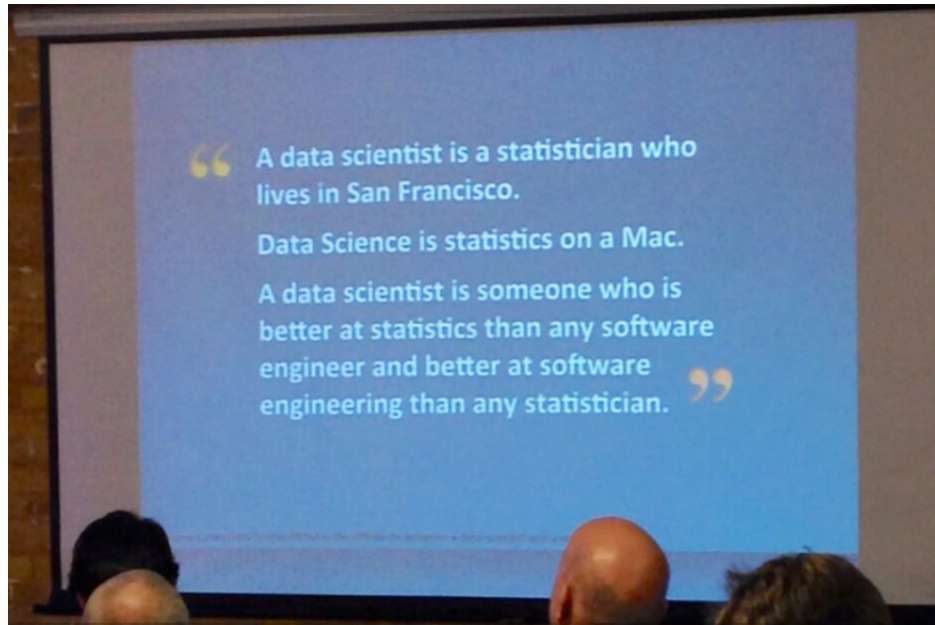 “ A data scientist is a statistician who
lives in San Francisco.
Data Science is statistics on a Mac.
A data scientist is someone who is
better at statistics than any software
engineer and better at software
engineering than any statistician. ”